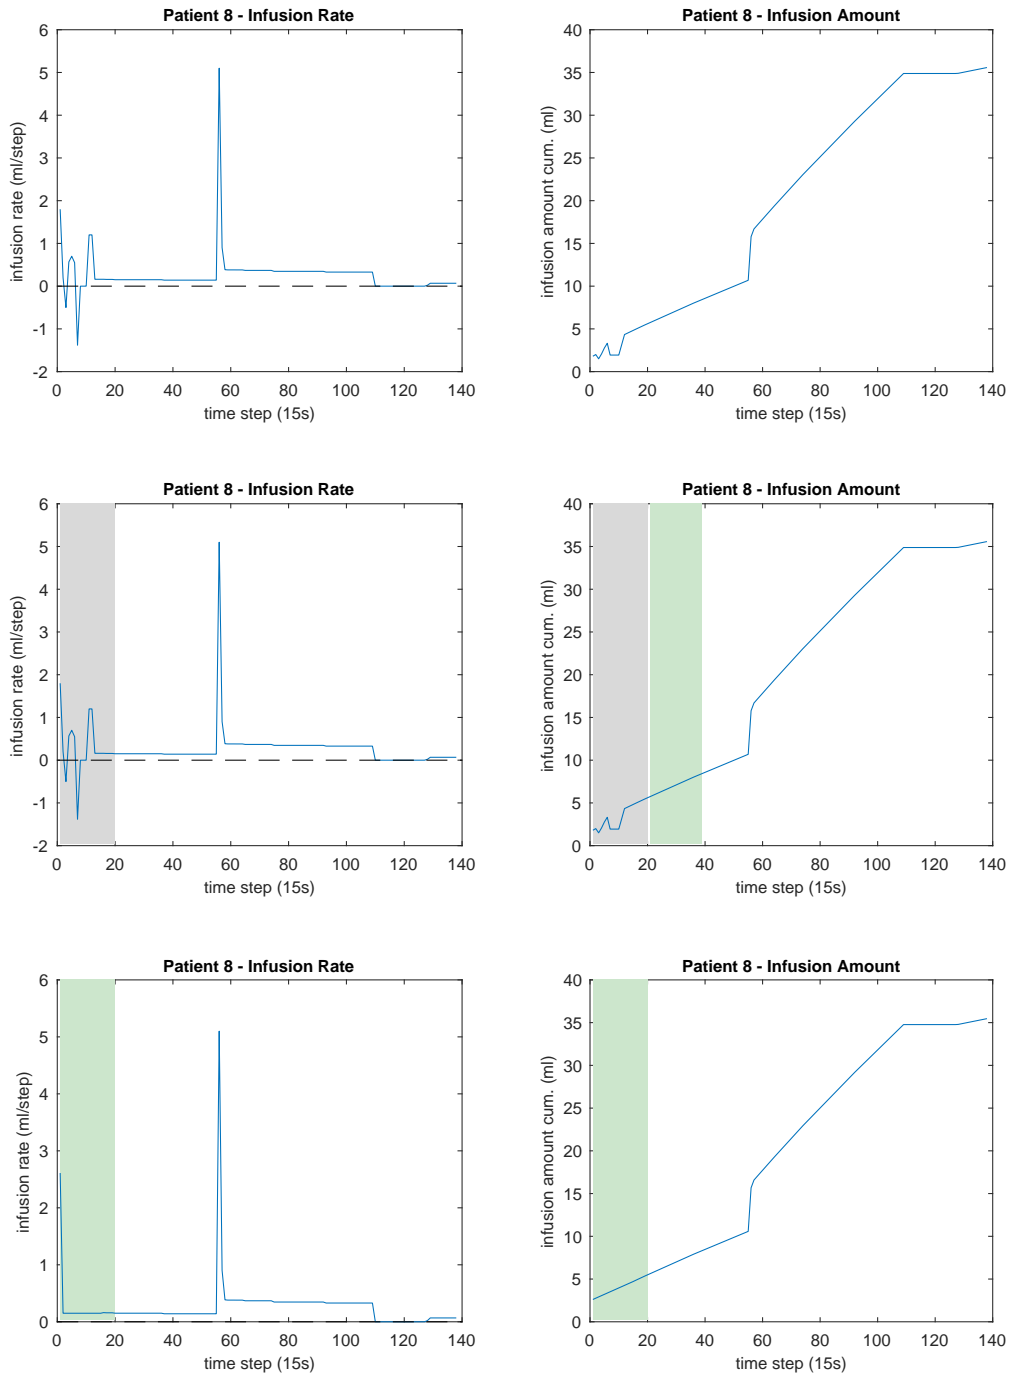 Patient 8 - Infusion Rate
infusion rate (ml/step)
6
5
4
3
2
1
0
-1
-2
0 20 40 60 80 100 120 140
time step (15s)
Patient 8 - Infusion Amount
infusion amount cum. (ml)
40
35
30
25
20
15
10
5
0
0 20 40 60 80 100 120 140
time step (15s)
Patient 8 - Infusion Rate
infusion rate (ml/step)
6
5
4
3
2
1
0
-1
-2
0 20 40 60 80 100 120 140
time step (15s)
Patient 8 - Infusion Amount
infusion amount cum. (ml)
40
35
30
25
20
15
10
5
0
0 20 40 60 80 100 120 140
time step (15s)
Patient 8 - Infusion Rate
infusion rate (ml/step)
6
5
4
3
2
1
0
0 20 40 60 80 100 120 140
time step (15s)
Patient 8 - Infusion Amount
infusion amount cum. (ml)
40
35
30
25
20
15
10
5
0
0 20 40 60 80 100 120 140
time step (15s)